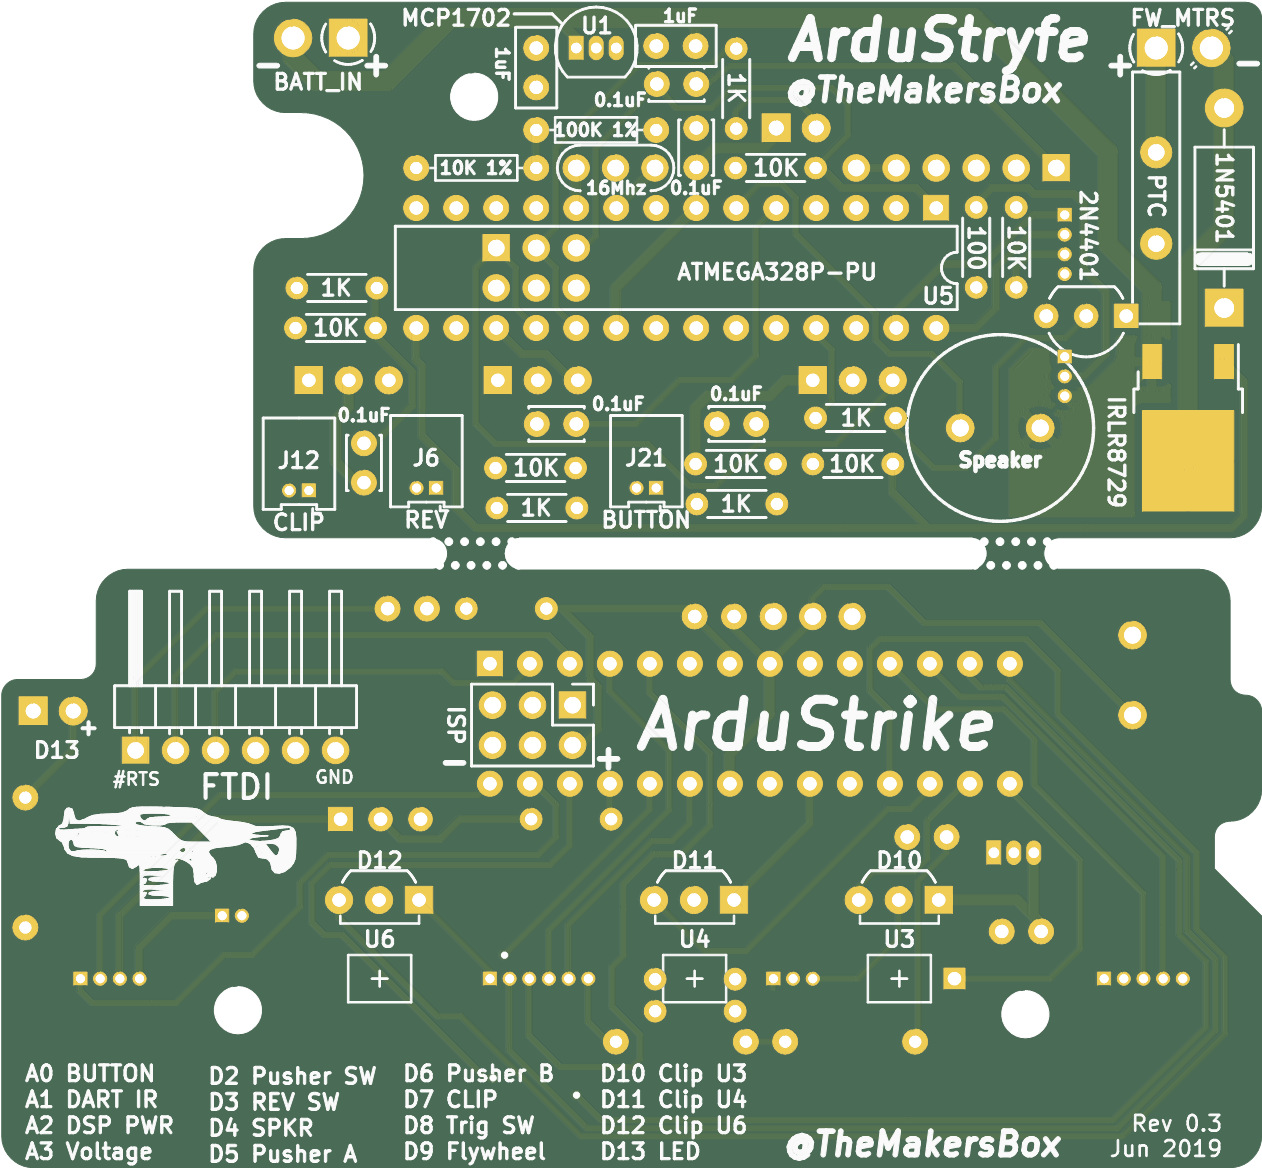 MCP1702
U1
1uF
ArduStryfe
FW_MTRS
BATT_IN
- +
+ -
1uF
1K
@TheMakersBox
0.1uF
100K 1%
10K 1%
10K
16Mhz
0.1uF
PTC
1N5401
2N4401
100
10K
ATMEGA328P-PU
U5
1K
10K
0.1uF
0.1uF
0.1uF
1K
IRLR8729
J12
J6
J21
10K
10K
10K
Speaker
1K
1K
CLIP
REV
BUTTON
ISP
ArduStrike
+
D13
- +
#RTS
GND
FTDI
D12
D11
D10
U6
U4
U3
A0 BUTTON
A1 DART IR
A2 DSP PWR
A3 Voltage
D2 Pusher SW
D3 REV SW
D4 SPKR
D5 Pusher A
D6 Pusher B
D7 CLIP
D8 Trig SW
D9 Flywheel
D10 Clip U3
D11 Clip U4
D12 Clip U6
D13 LED
@TheMakersBox
Rev 0.3
Jun 2019